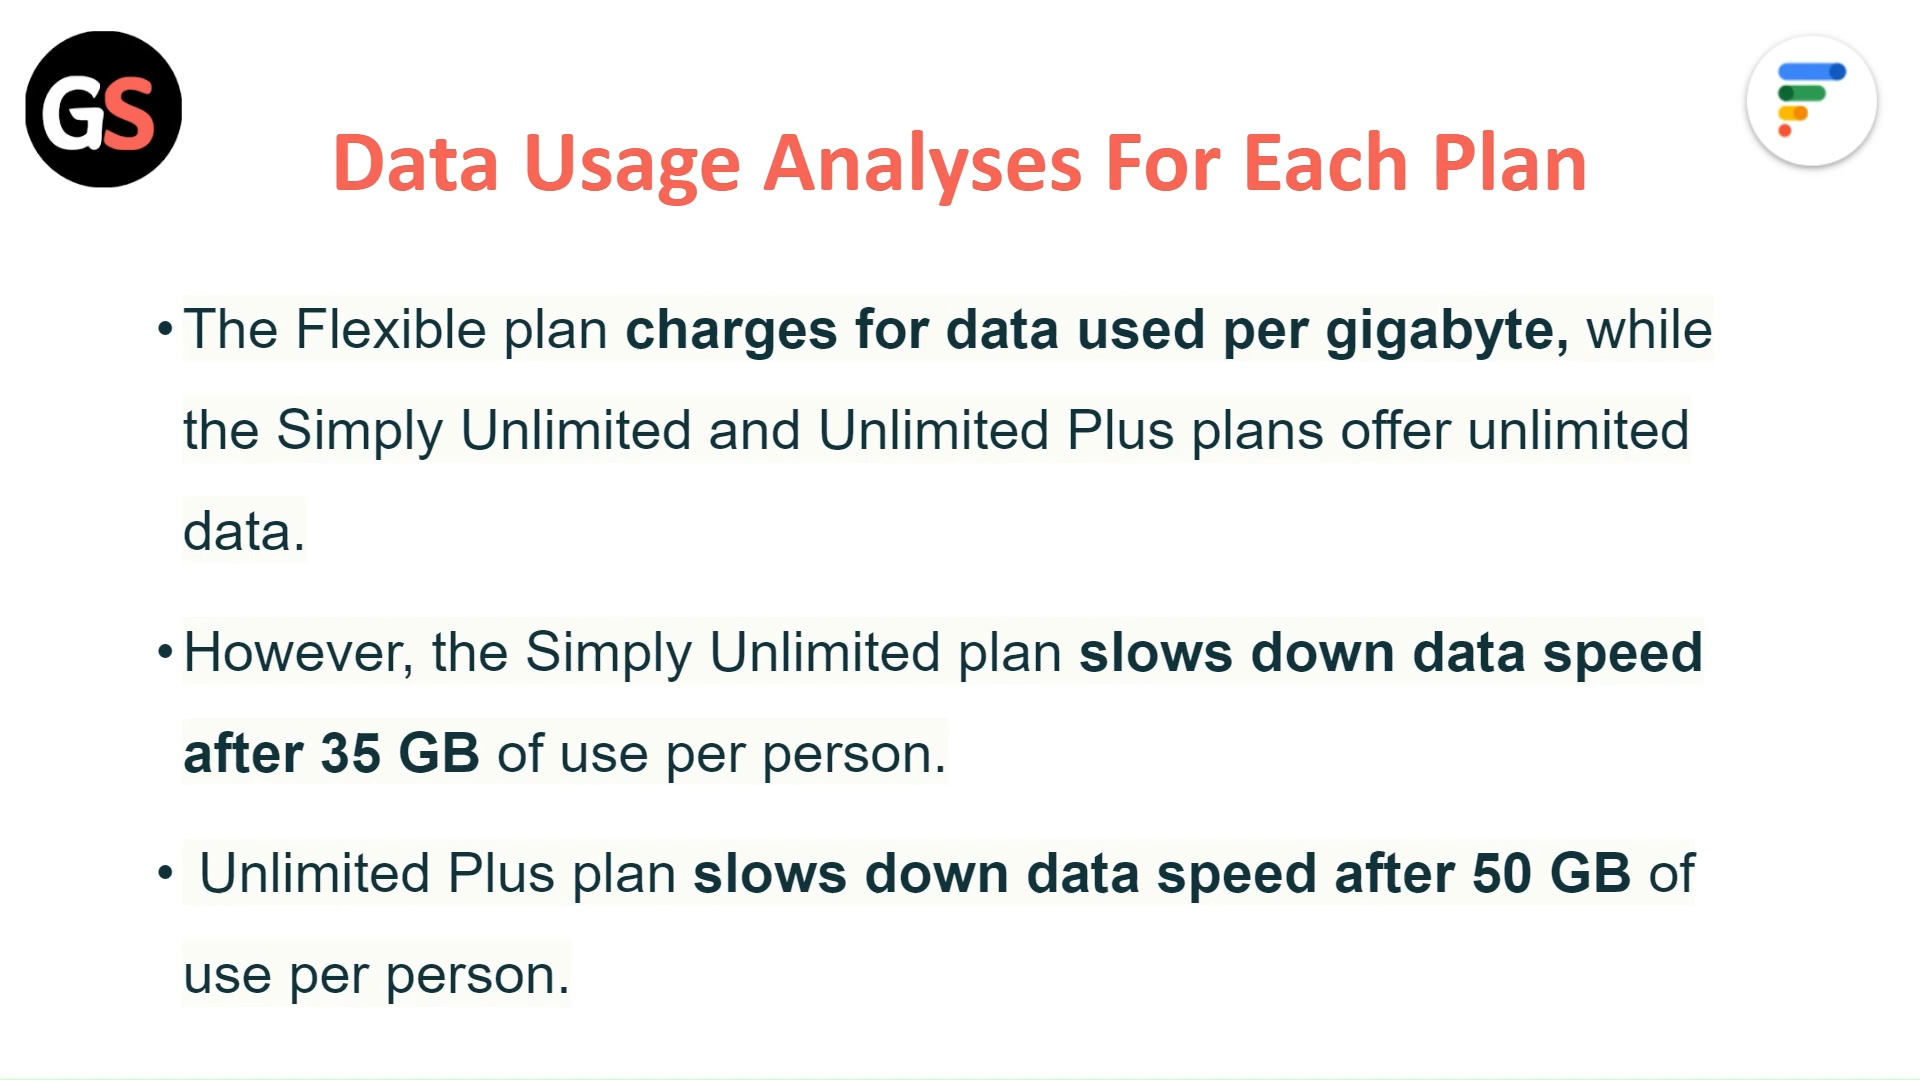 GS
Data Usage Analyses For Each Plan
• The Flexible plan charges for data used per gigabyte, while
the Simply Unlimited and Unlimited Plus plans offer unlimited
data.
• However, the Simply Unlimited plan slows down data speed
after 35 GB of use per person.
• Unlimited Plus plan slows down data speed after 50 GB of
use per person.